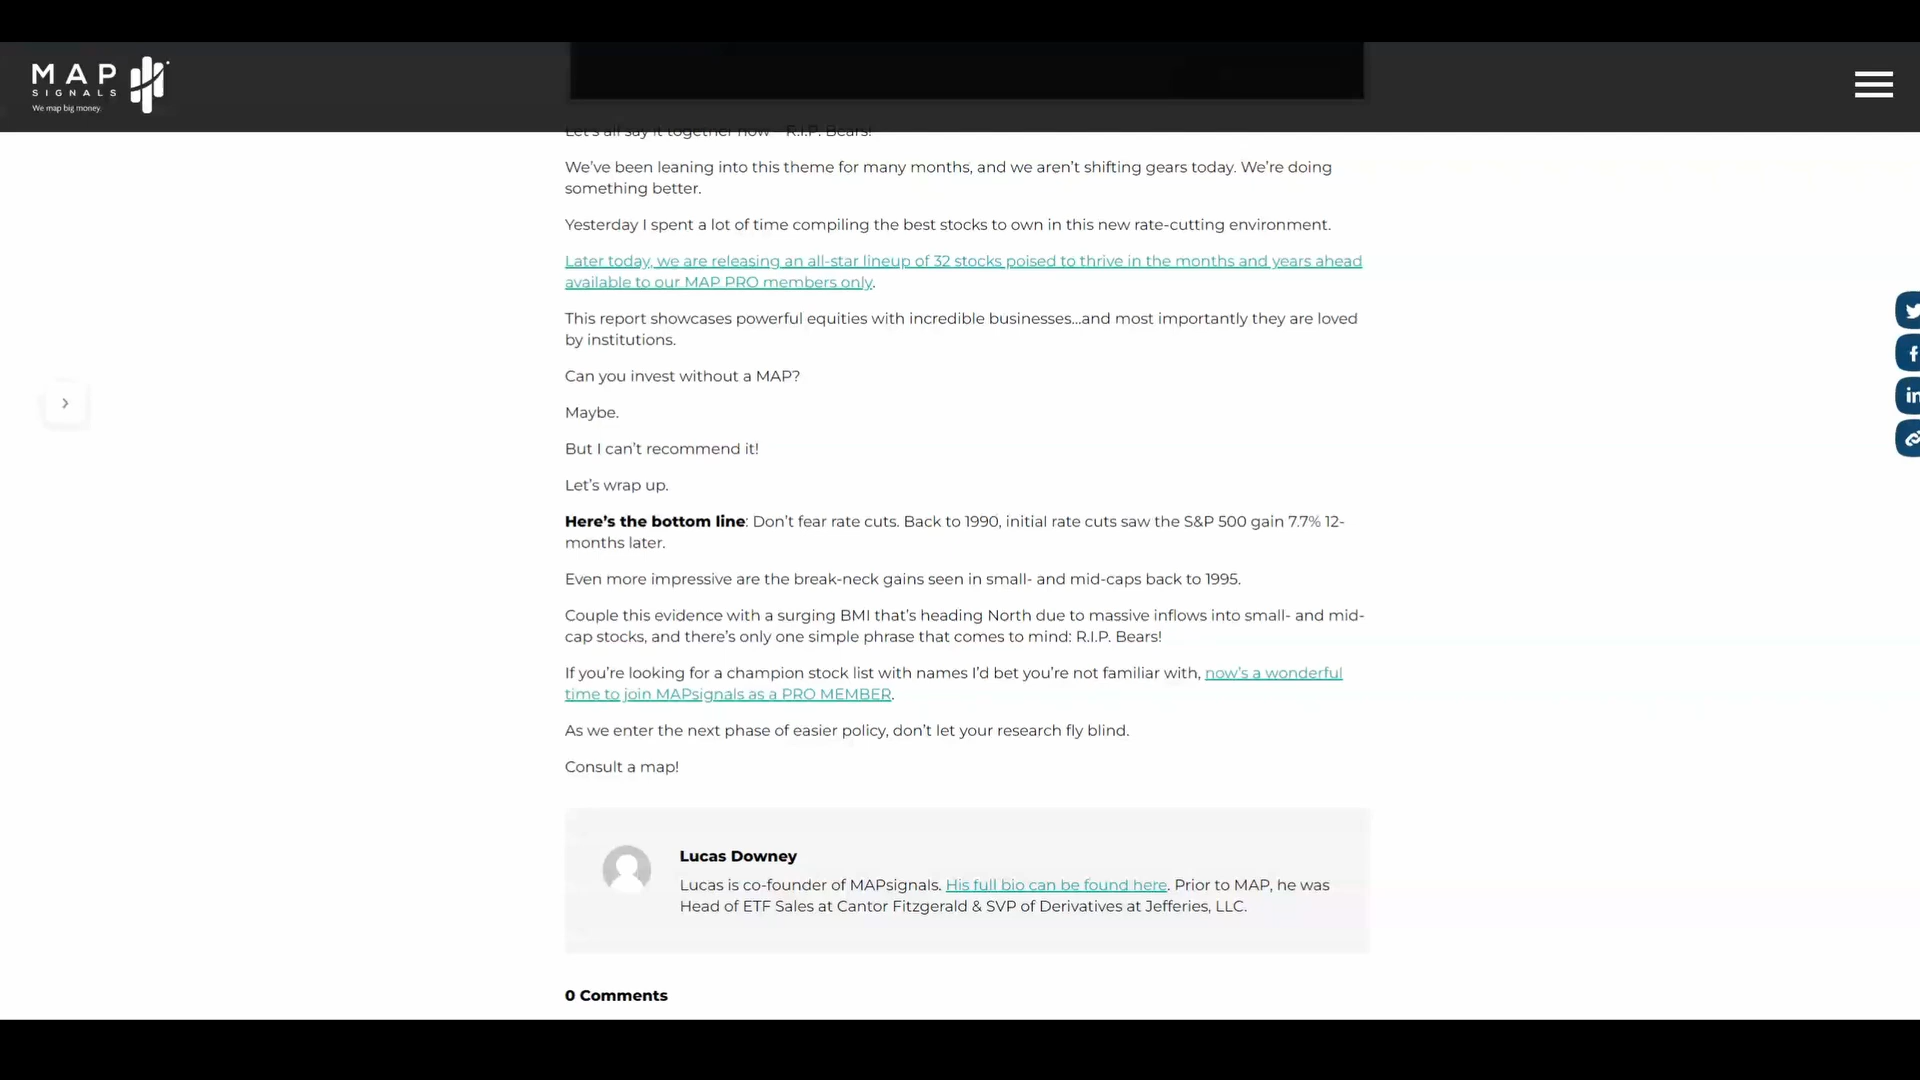 MAP
SIGNALS
We map big money.
Let's all say it together now – R.I.P. Bears!
We've been leaning into this theme for many months, and we aren't shifting gears today. We're doing
something better.
Yesterday I spent a lot of time compiling the best stocks to own in this new rate-cutting environment.
Later today, we are releasing an all-star lineup of 32 stocks poised to thrive in the months and years ahead
available to our MAP PRO members only.
This report showcases powerful equities with incredible businesses…and most importantly they are loved
by institutions.
Can you invest without a MAP?
Maybe.
But I can't recommend it!
Let's wrap up.
Here's the bottom line: Don't fear rate cuts. Back to 1990, initial rate cuts saw the S&P 500 gain 7.7% 12-
months later.
Even more impressive are the break-neck gains seen in small- and mid-caps back to 1995.
Couple this evidence with a surging BMI that's heading North due to massive inflows into small- and mid-
cap stocks, and there's only one simple phrase that comes to mind: R.I.P. Bears!
If you're looking for a champion stock list with names I'd bet you're not familiar with, now's a wonderful
time to join MAPsignals as a PRO MEMBER.
As we enter the next phase of easier policy, don't let your research fly blind.
Consult a map!
Lucas Downey
Lucas is co-founder of MAPsignals. His full bio can be found here. Prior to MAP, he was
Head of ETF Sales at Cantor Fitzgerald & SVP of Derivatives at Jefferies, LLC.
0 Comments